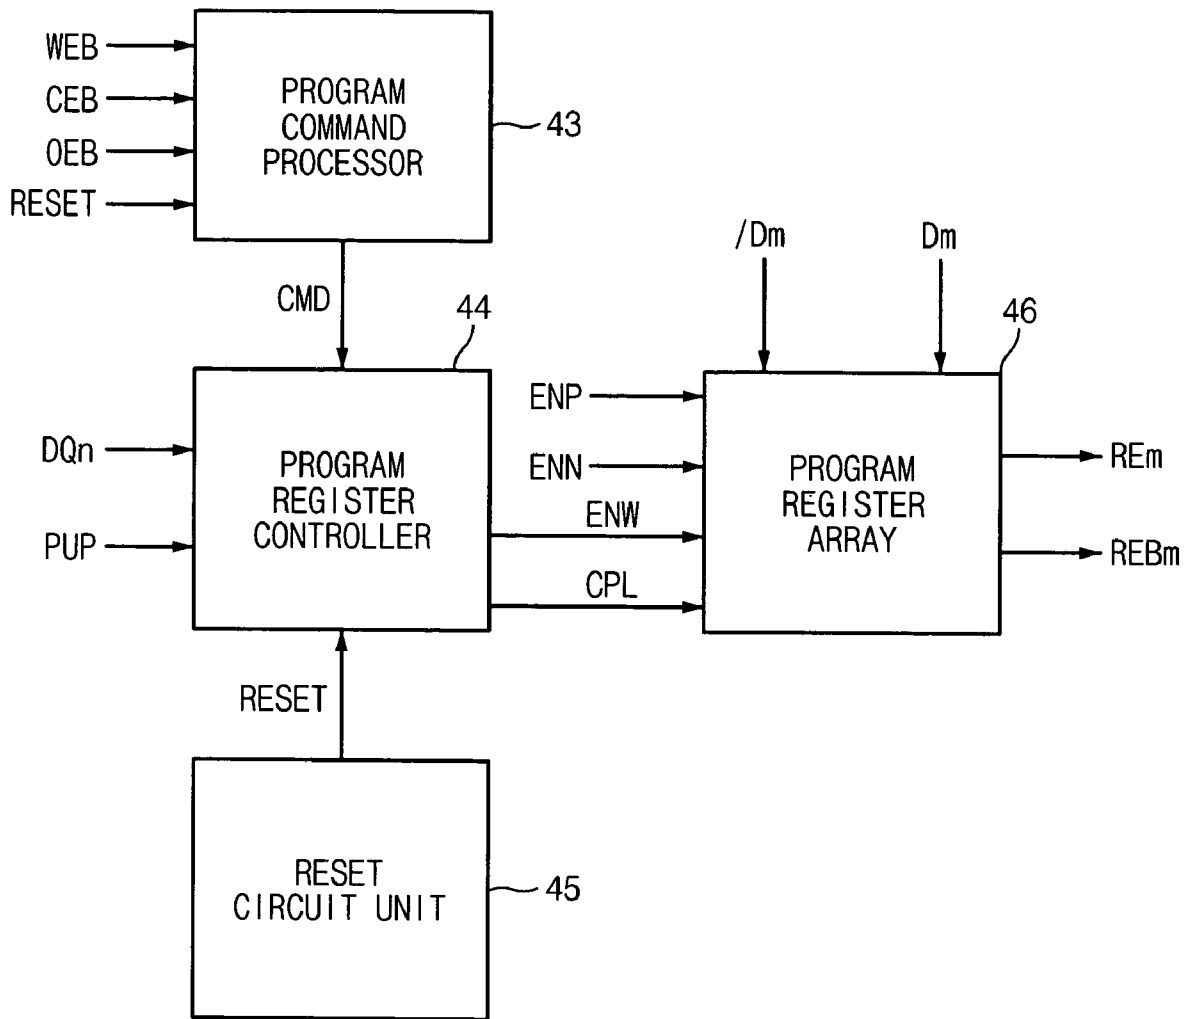 WEB
CEB
OEB
RESET
PROGRAM
COMMAND
PROCESSOR
43
CMD
44
/Dm
Dm
46
DQn
PUP
PROGRAM
REGISTER
CONTROLLER
ENP
ENN
ENW
CPL
PROGRAM
REGISTER
ARRAY
REm
REBm
RESET
RESET
CIRCUIT UNIT
45